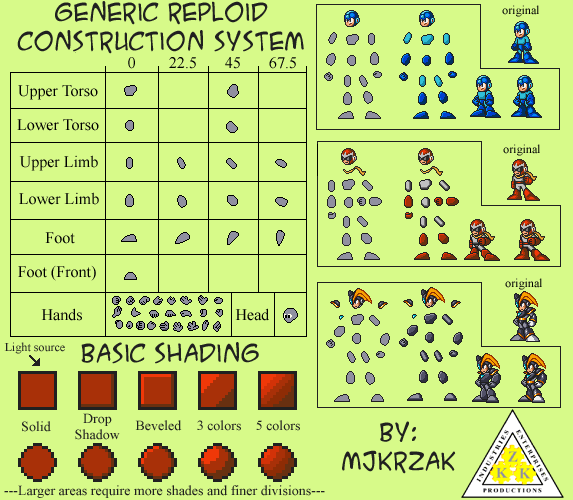 GENERIC REPLOID
CONSTRUCTION SYSTEM
0 22.5 45 67.5
Upper Torso
Lower Torso
Upper Limb
Lower Limb
Foot
Foot (Front)
Hands
Head
original
original
original
BASIC SHADING
Light source
Solid
Drop
Shadow
Beveled
3 colors
5 colors
---Larger areas require more shades and finer divisions---
BY:
MJKRZAK
INDUSTRIES
ENTERPRISES
PRODUCTIONS
Z
K K